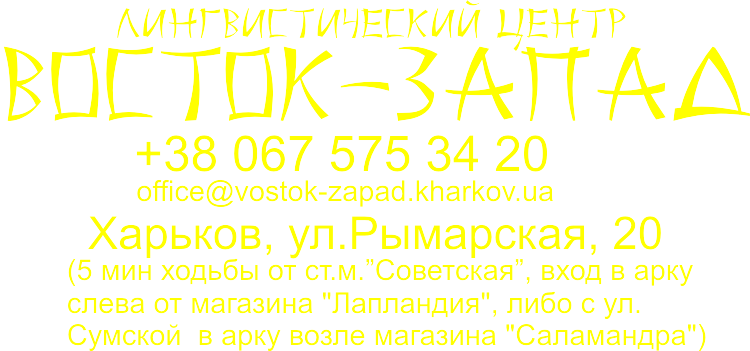 ЛИНГВИСТИЧЕСКИЙ ЦЕНТР
ВОСТОК-ЗАПАД
+38 067 575 34 20
office@vostok-zapad.kharkov.ua
Харьков, ул.Рымарская, 20
(5 мин ходьбы от ст.м.”Советская”, вход в арку
слева от магазина "Лапландия", либо с ул.
Сумской  в арку возле магазина "Саламандра")